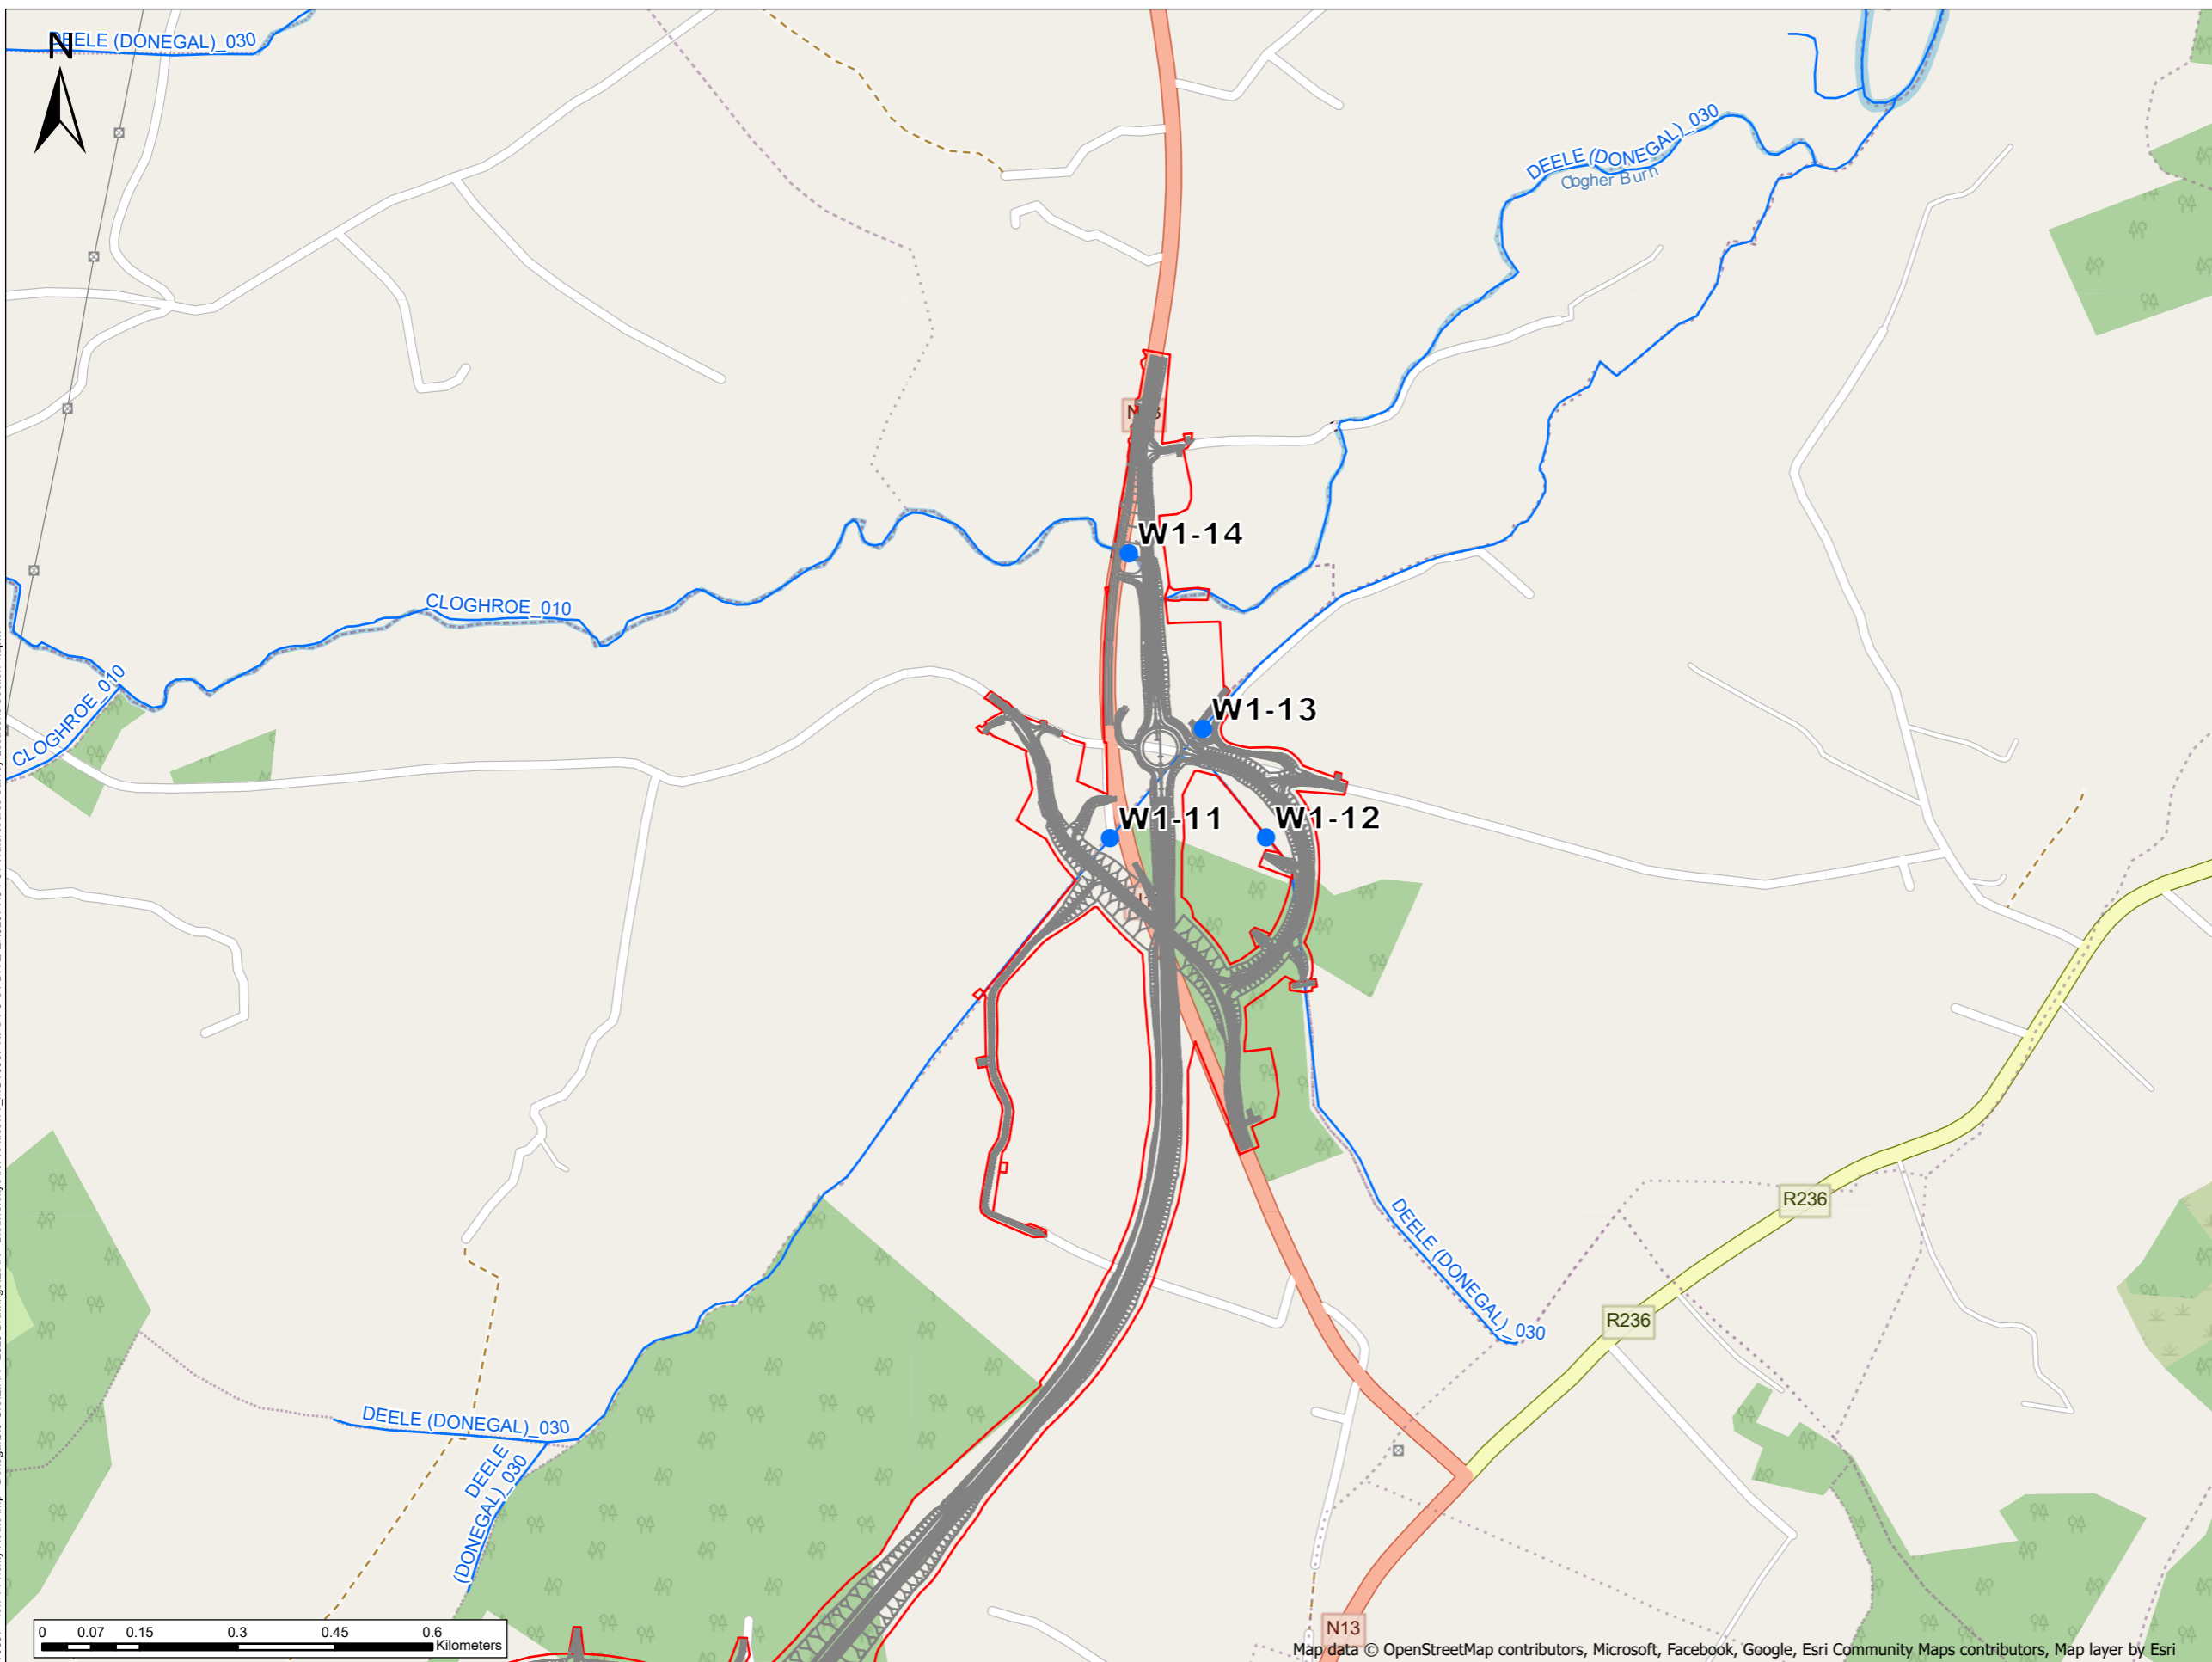 N
DEELE (DONEGAL)_030
DEELE (DONEGAL)_030
Clogher Burn
W1-14
CLOGHROE_010
CLOGHROE_010
W1-13
W1-11
W1-12
R236
DEELE (DONEGAL)_030
R236
DEELE (DONEGAL)_030
DEELE
(DONEGAL)_030
N13
0 0.07 0.15 0.3 0.45 0.6
Kilometers
Map data © OpenStreetMap contributors, Microsoft, Facebook, Google, Esri Community Maps contributors, Map layer by Esri